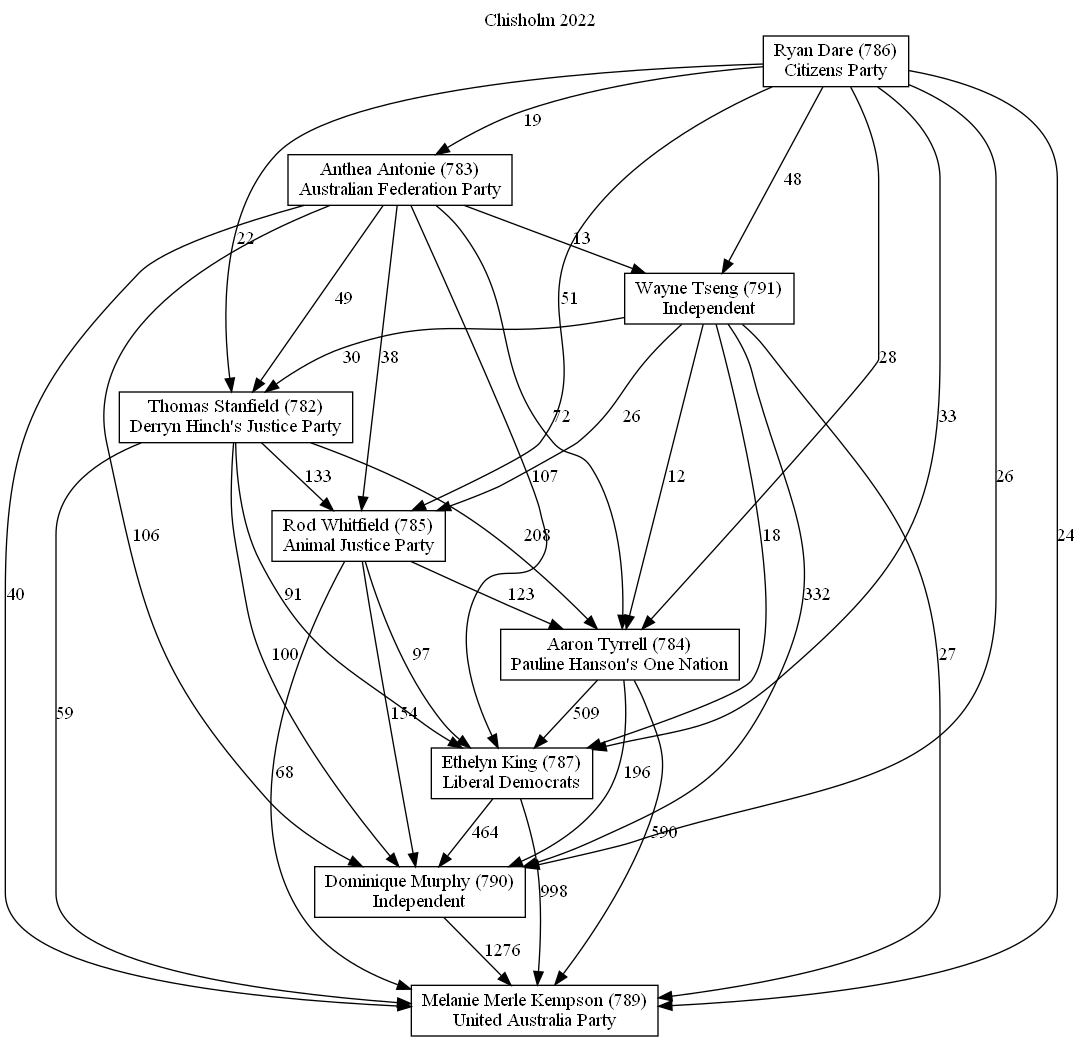 Chisholm 2022
Ryan Dare (786)
Citizens Party
19
Anthea Antonie (783)
Australian Federation Party
48
22
13
Wayne Tseng (791)
Independent
49
51
30
38
28
Thomas Stanfield (782)
Derryn Hinch's Justice Party
72
26
33
133
107
12
26
Rod Whitfield (785)
Animal Justice Party
106
208
18
24
40
91
123
332
Aaron Tyrrell (784)
Pauline Hanson's One Nation
100
97
27
59
154
509
Ethelyn King (787)
Liberal Democrats
68
196
464
590
Dominique Murphy (790)
Independent
998
1276
Melanie Merle Kempson (789)
United Australia Party